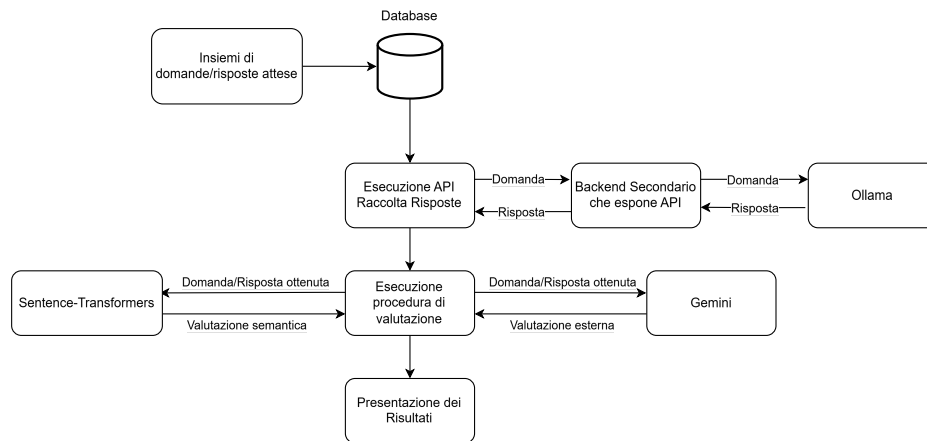 Database
Insiemi di
domande/risposte attese
Esecuzione API
Raccolta Risposte
Domanda
Risposta
Backend Secondario
che espone API
Domanda
Risposta
Ollama
Sentence-Transformers
Domanda/Risposta ottenuta
Valutazione semantica
Esecuzione
procedura di
valutazione
Domanda/Risposta ottenuta
Valutazione esterna
Gemini
Presentazione dei
Risultati